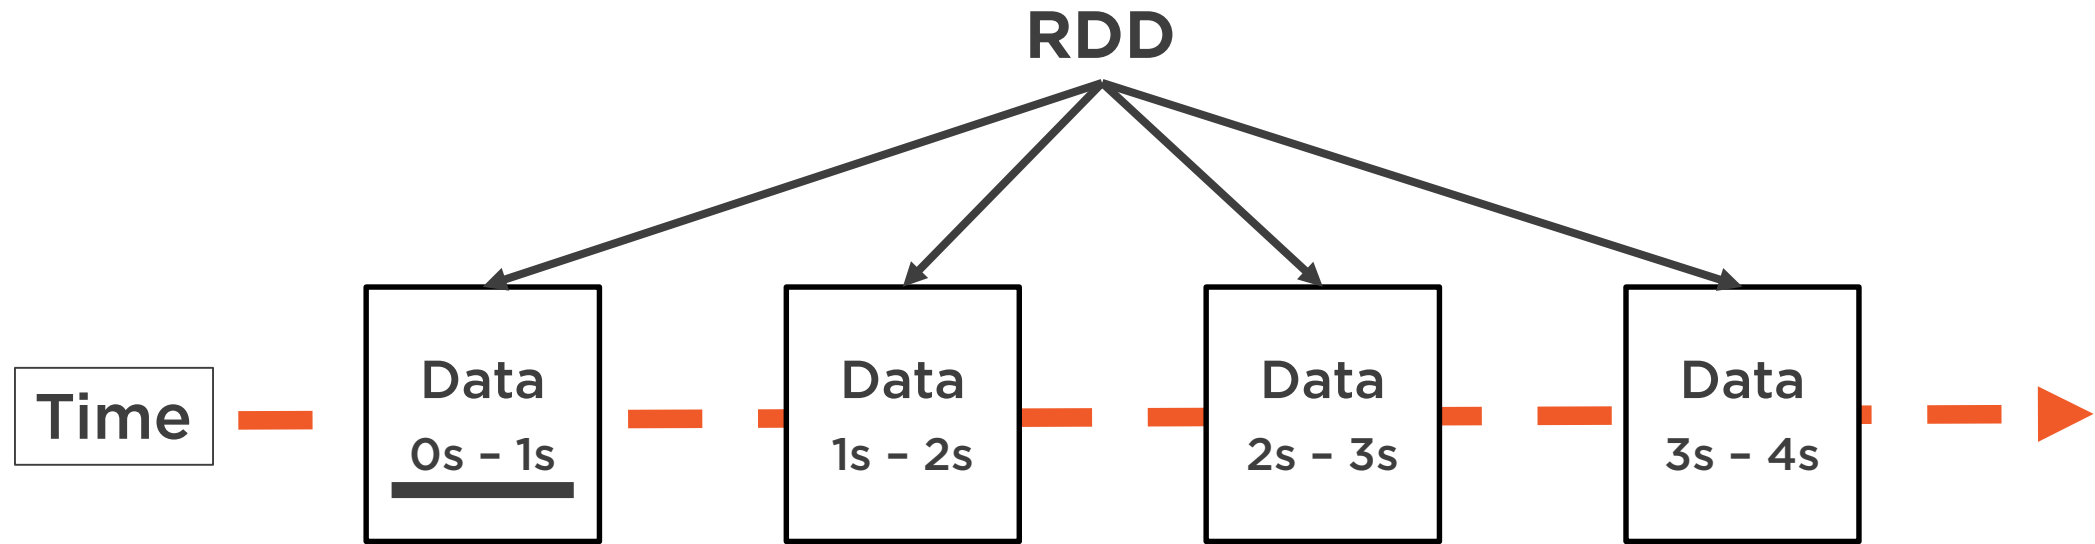 RDD
Time
Data
0s – 1s
Data
1s – 2s
Data
2s – 3s
Data
3s – 4s